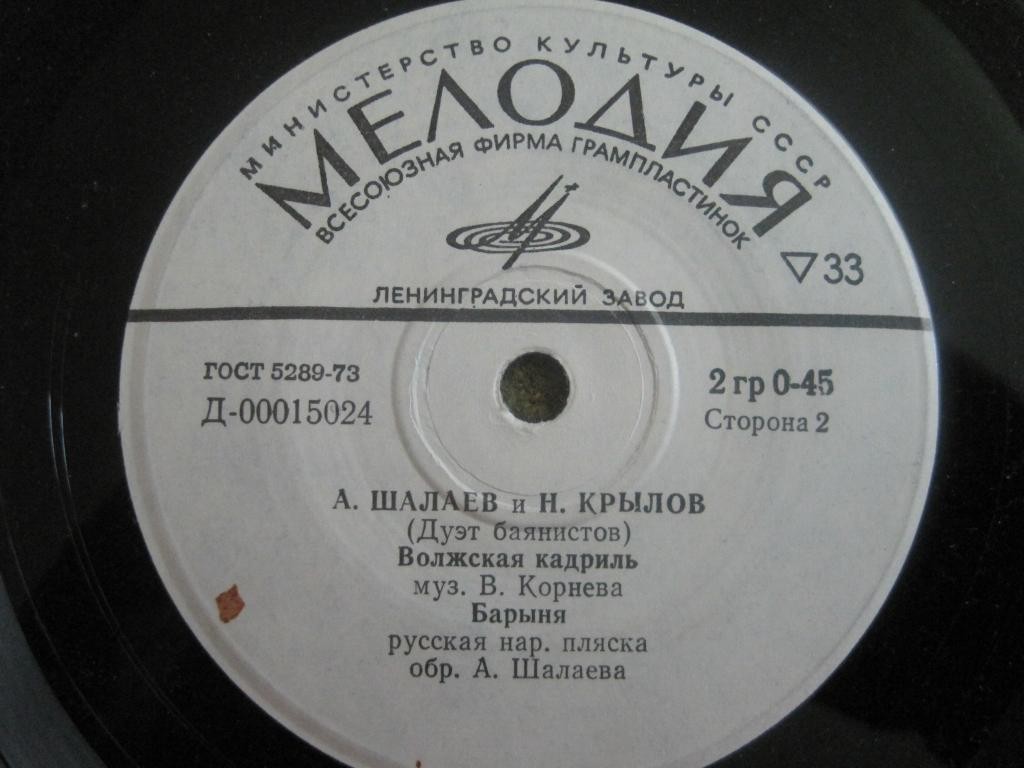 МИНИСТЕРСТВО КУЛЬТУРЫ СССР
МЕЛОДИЯ
ВСЕСОЮЗНАЯ ФИРМА ГРАМПЛАСТИНОК
▽33
ЛЕНИНГРАДСКИЙ ЗАВОД
ГОСТ 5289-73
Д-00015024
2 гр 0-45
Сторона 2
А. ШАЛАЕВ и Н. КРЫЛОВ
(Дуэт баянистов)
Волжская кадриль
муз. В. Корнева
Барыня
русская нар. пляска
обр. А. Шалаева